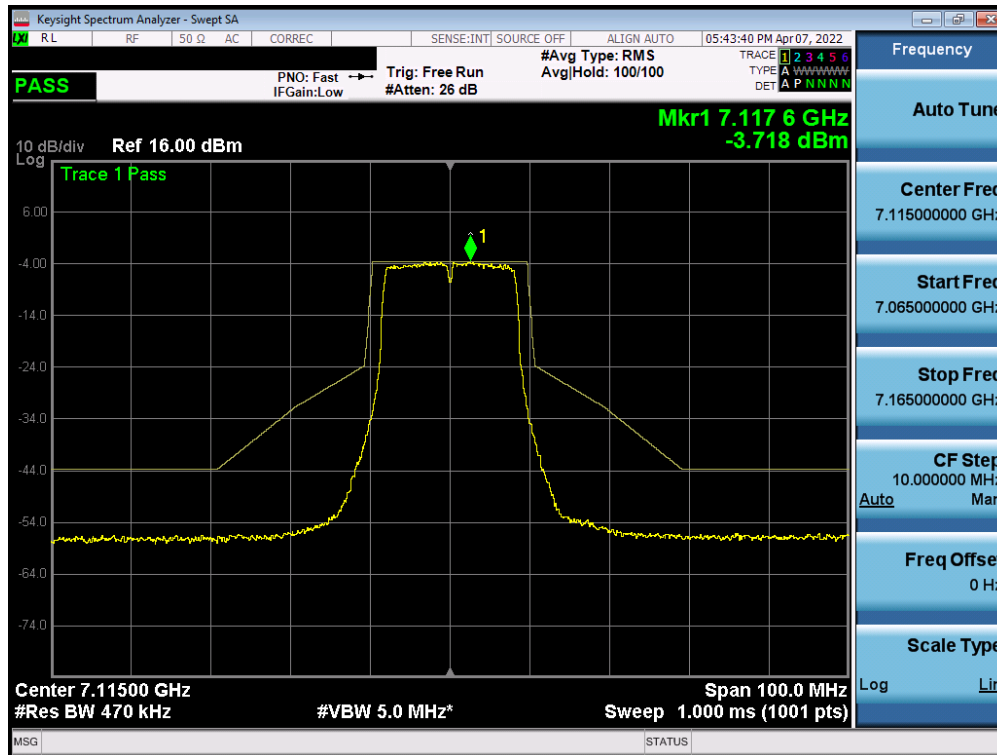 Keysight Spectrum Analyzer - Swept SA
LXI RL RF 50 Ω AC CORREC SENSE:INT SOURCE OFF ALIGN AUTO 05:43:40 PM Apr 07, 2022
PASS
PNO: Fast
IFGain:Low
Trig: Free Run
#Atten: 26 dB
#Avg Type: RMS
Avg|Hold: 100/100
TRACE 1 2 3 4 5 6
TYPE A WWWWW
DET A P N N N N
Mkr1 7.117 6 GHz
-3.718 dBm
10 dB/div Ref 16.00 dBm
Log
Trace 1 Pass
1
6.00
-4.00
-14.0
-24.0
-34.0
-44.0
-54.0
-64.0
-74.0
Center 7.11500 GHz Span 100.0 MHz
#Res BW 470 kHz #VBW 5.0 MHz* Sweep 1.000 ms (1001 pts)
MSG STATUS
Frequency
Auto Tune
Center Freq
7.115000000 GHz
Start Freq
7.065000000 GHz
Stop Freq
7.165000000 GHz
CF Step
10.000000 MHz
Auto Man
Freq Offset
0 Hz
Scale Type
Log Lin